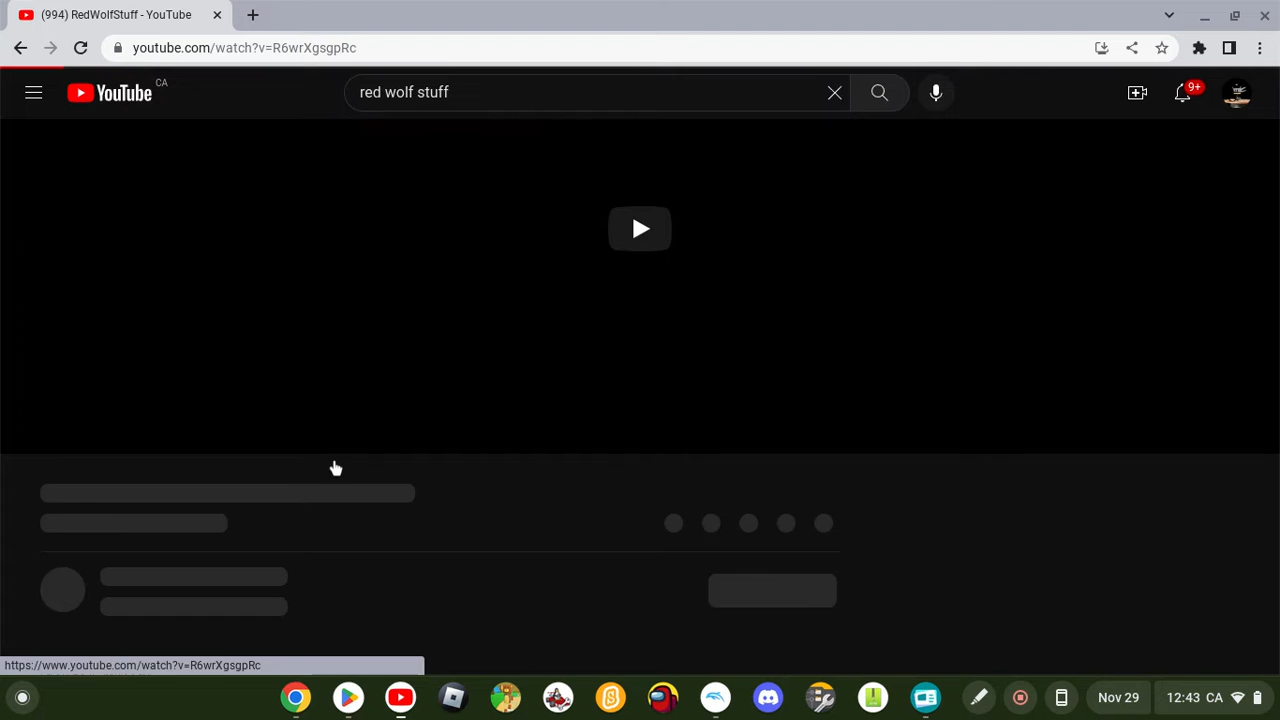 (994) RedWolfStuff - YouTube
youtube.com/watch?v=R6wrXgsgpRc
YouTube CA
red wolf stuff
9+
https://www.youtube.com/watch?v=R6wrXgsgpRc
Nov 29
12:43 CA